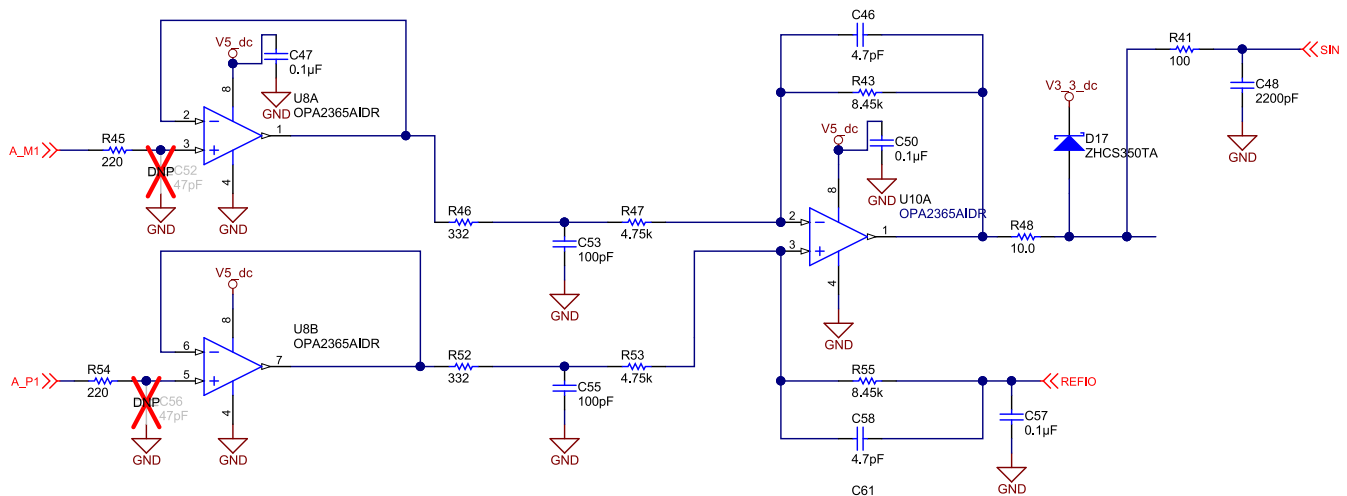 C46
4.7pF
R43
8.45k
V5_dc
C47
0.1µF
GND
8
U8A
OPA2365AIDR
2
3
1
4
A_M1
R45
220
DNP
C52
47pF
GND
GND
R46
332
C53
100pF
GND
R47
4.75k
V5_dc
C50
0.1µF
GND
8
U10A
OPA2365AIDR
2
3
1
4
GND
R48
10.0
V3_3_dc
D17
ZHCS350TA
R41
100
SIN
C48
2200pF
GND
V5_dc
8
U8B
OPA2365AIDR
6
5
7
4
A_P1
R54
220
DNP
C56
47pF
GND
GND
R52
332
C55
100pF
GND
R53
4.75k
R55
8.45k
REFIO
C58
4.7pF
C57
0.1µF
GND
C61